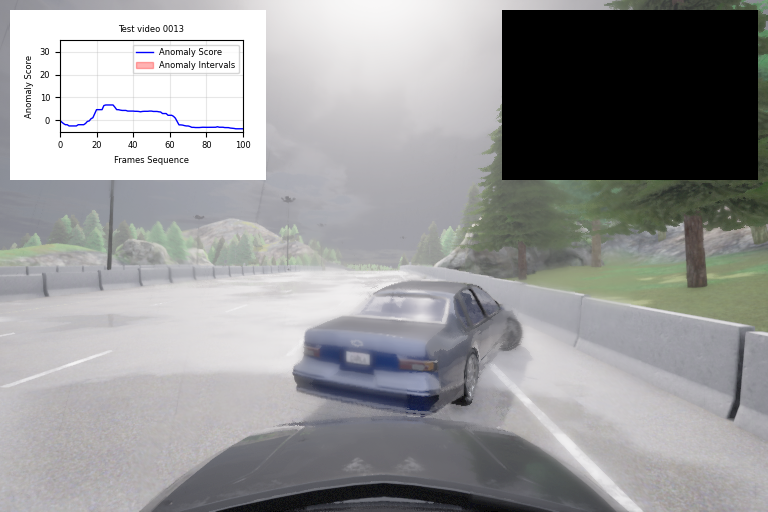 Test video 0013
Anomaly Score
Anomaly Intervals
Anomaly Score
30
20
10
0
0 20 40 60 80 100
Frames Sequence